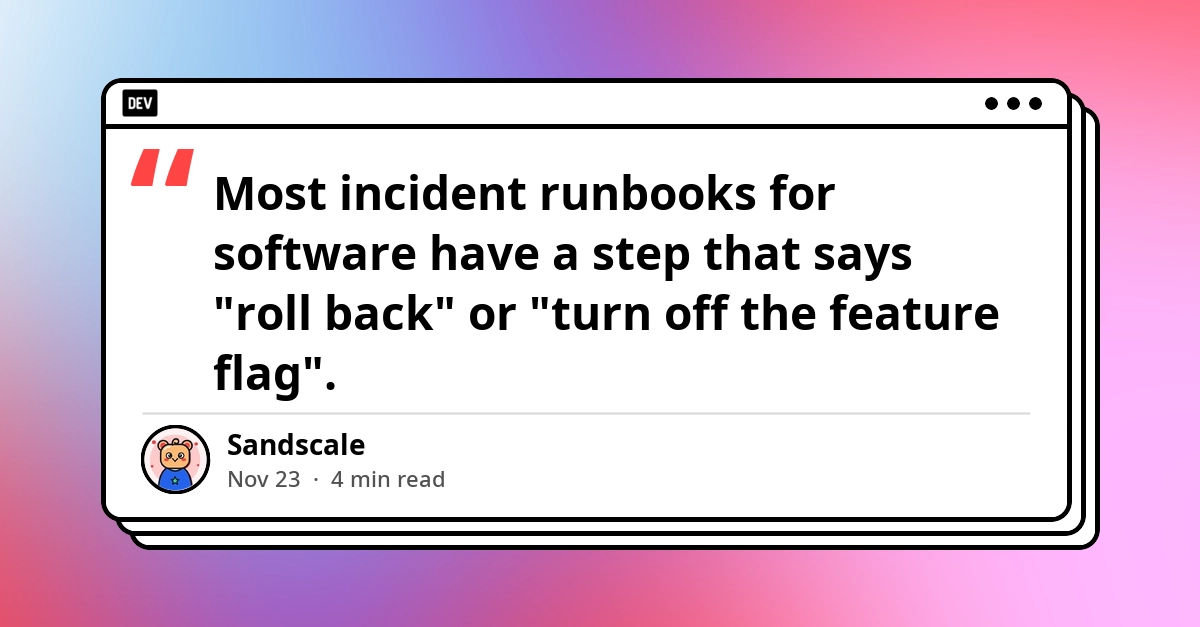 DEV
“
Most incident runbooks for
software have a step that says
"roll back" or "turn off the feature
flag".
Sandscale
Nov 23 · 4 min read